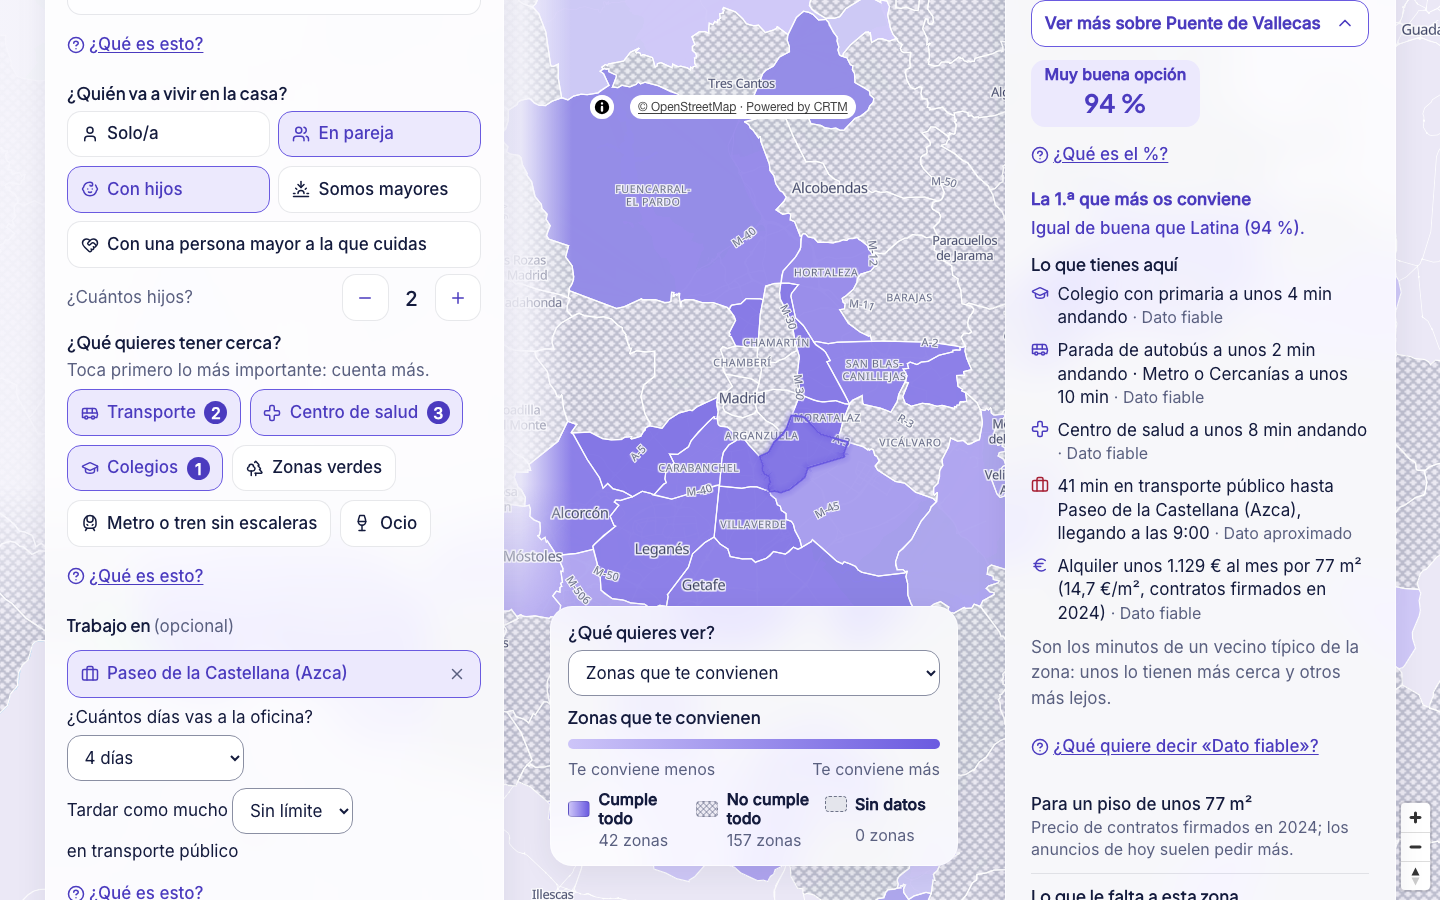 ¿Qué es esto?
¿Quién va a vivir en la casa?
Solo/a
En pareja
Con hijos
Somos mayores
Con una persona mayor a la que cuidas
¿Cuántos hijos?
2
¿Qué quieres tener cerca?
Toca primero lo más importante: cuenta más.
Transporte 2
Centro de salud 3
Colegios 1
Zonas verdes
Metro o tren sin escaleras
Ocio
¿Qué es esto?
Trabajo en (opcional)
Paseo de la Castellana (Azca)
¿Cuántos días vas a la oficina?
4 días
Tardar como mucho Sin límite
en transporte público
¿Qué es esto?
Tres Cantos
© OpenStreetMap · Powered by CRTM
FUENCARRAL-
EL PARDO
Alcobendas
M-50
M-40
M-12
Paracuellos
de Jarama
HORTALEZA
BARAJAS
M-11
M-30
CHAMARTÍN
A-2
CHAMBERÍ
SAN BLAS-
CANILLEJAS
M-30
Madrid
MORATALAZ
R-3
ARGANZUELA
VICÁLVARO
A-5
CARABANCHEL
M-40
M-45
Alcorcón
VILLAVERDE
Móstoles
Leganés
M-50
Getafe
M-506
Illescas
¿Qué quieres ver?
Zonas que te convienen
Zonas que te convienen
Te conviene menos
Te conviene más
Cumple
todo
42 zonas
No cumple
todo
157 zonas
Sin datos
0 zonas
Ver más sobre Puente de Vallecas
Muy buena opción
94 %
¿Qué es el %?
La 1.ª que más os conviene
Igual de buena que Latina (94 %).
Lo que tienes aquí
Colegio con primaria a unos 4 min
andando · Dato fiable
Parada de autobús a unos 2 min
andando · Metro o Cercanías a unos
10 min · Dato fiable
Centro de salud a unos 8 min andando
· Dato fiable
41 min en transporte público hasta
Paseo de la Castellana (Azca),
llegando a las 9:00 · Dato aproximado
Alquiler unos 1.129 € al mes por 77 m²
(14,7 €/m², contratos firmados en
2024) · Dato fiable
Son los minutos de un vecino típico de la
zona: unos lo tienen más cerca y otros
más lejos.
¿Qué quiere decir «Dato fiable»?
Para un piso de unos 77 m²
Precio de contratos firmados en 2024; los
anuncios de hoy suelen pedir más.
Lo que le falta a esta zona